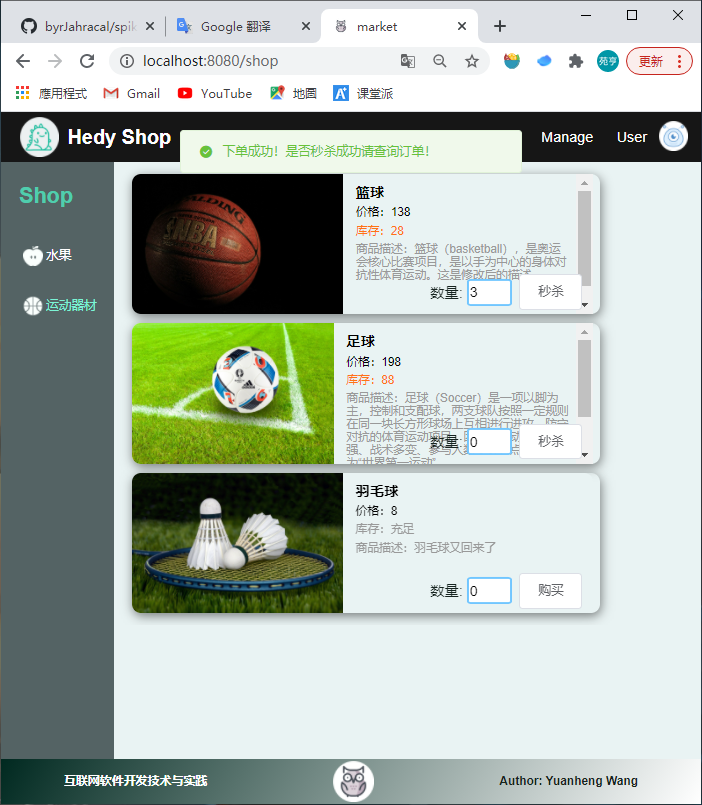 byrJahracal/spik
Google 翻译
market
localhost:8080/shop
苑亨
更新
應用程式
Gmail
YouTube
地圖
课堂派
Hedy Shop
下单成功！是否秒杀成功请查询订单!
Manage
User
Shop
水果
运动器材
篮球
价格：138
库存：28
商品描述：篮球（basketball），是奥运
会核心比赛项目，是以手为中心的身体对
抗性体育运动。这是修改后的描述
数量: 3
秒杀
足球
价格：198
库存：88
商品描述：足球（Soccer）是一项以脚为
主，控制和支配球，两支球队按照一定规则
在同一块长方形球场上互相进行进攻、防守
对抗的体育运动项目
强、战术多变、参与人
为“世界第一运动”
数量: 0
秒杀
羽毛球
价格：8
库存：充足
商品描述：羽毛球又回来了
数量: 0
购买
互联网软件开发技术与实践
Author: Yuanheng Wang